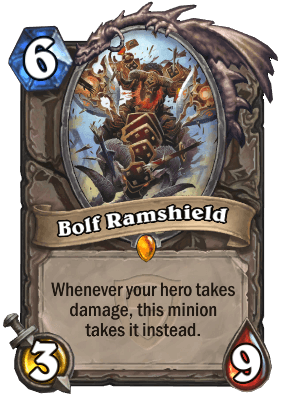 6
Bolf Ramshield
Whenever your hero takes
damage, this minion
takes it instead.
3
9